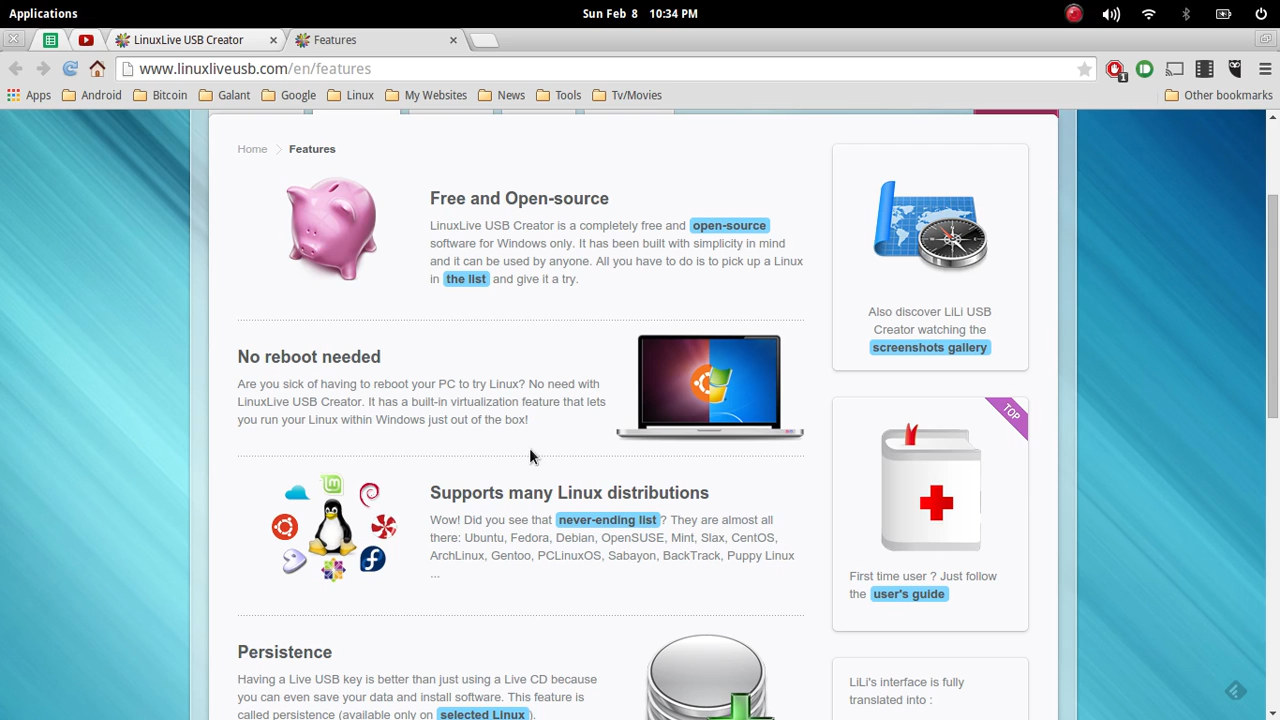 Applications
Sun Feb 8 10:34 PM
LinuxLive USB Creator
Features
www.linuxliveusb.com/en/features
1
Apps
Android
Bitcoin
Galant
Google
Linux
My Websites
News
Tools
Tv/Movies
Other bookmarks
Home
Features
Free and Open-source
LinuxLive USB Creator is a completely free and open-source
software for Windows only. It has been built with simplicity in mind
and it can be used by anyone. All you have to do is to pick up a Linux
in the list and give it a try.
No reboot needed
Are you sick of having to reboot your PC to try Linux? No need with
LinuxLive USB Creator. It has a built-in virtualization feature that lets
you run your Linux within Windows just out of the box!
Supports many Linux distributions
Wow! Did you see that never-ending list ? They are almost all
there: Ubuntu, Fedora, Debian, OpenSUSE, Mint, Slax, CentOS,
ArchLinux, Gentoo, PCLinuxOS, Sabayon, BackTrack, Puppy Linux
...
Persistence
Having a Live USB key is better than just using a Live CD because
you can even save your data and install software. This feature is
called persistence (available only on selected Linux ).
Also discover LiLi USB
Creator watching the
screenshots gallery
TOP
First time user ? Just follow
the user's guide
LiLi's interface is fully
translated into :